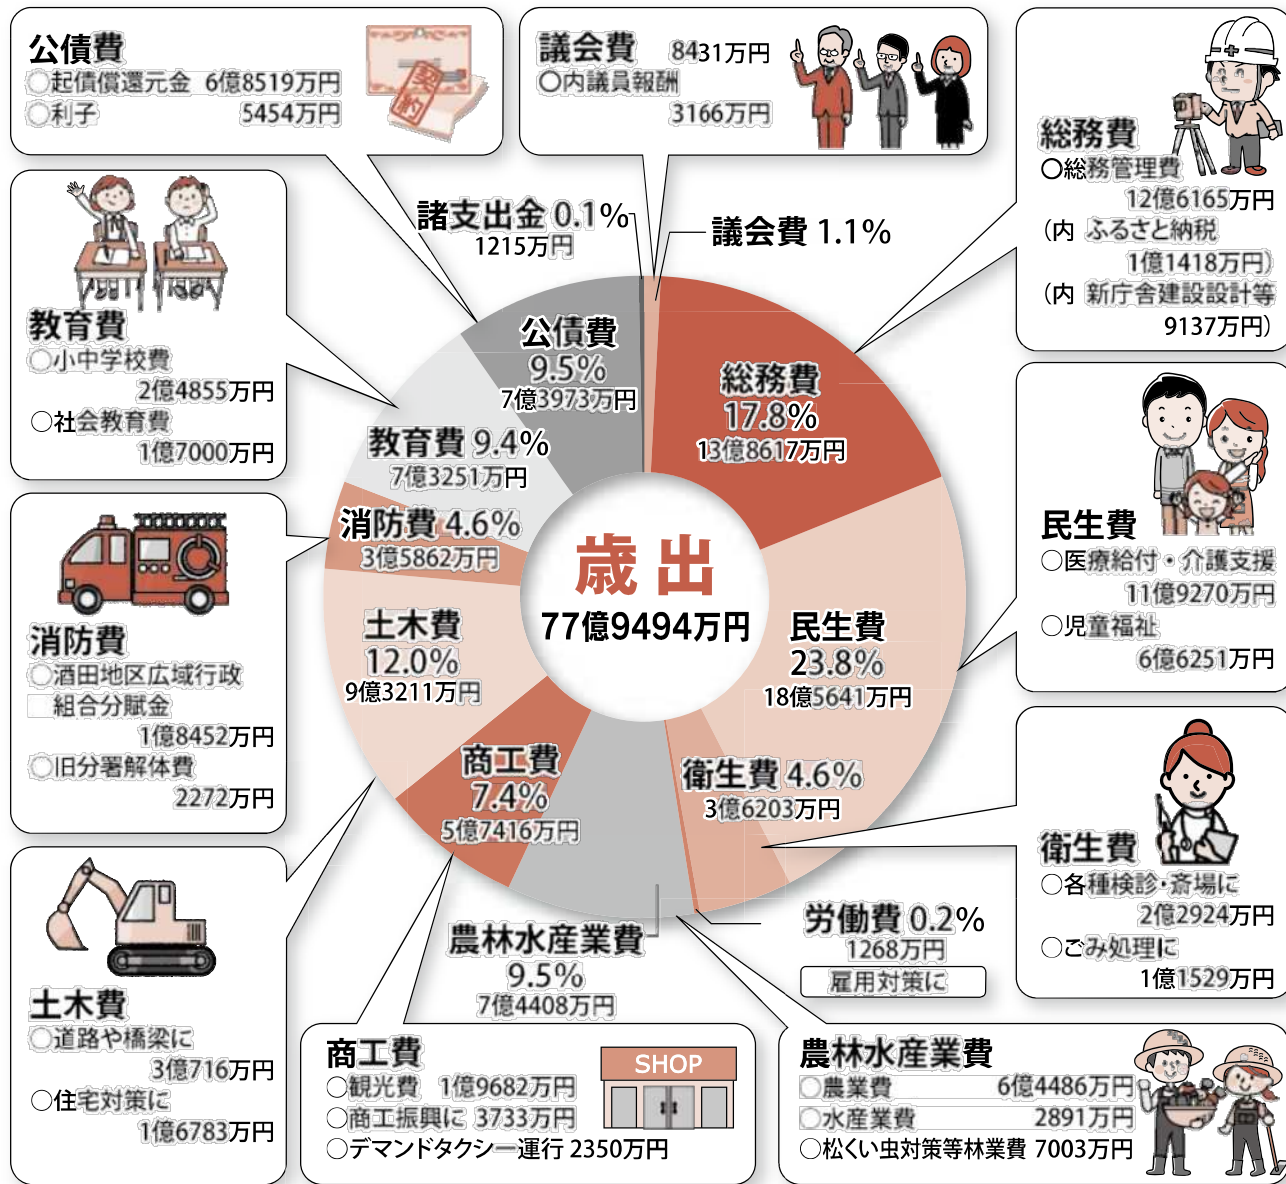 公債費
○起債償還元金 6億8519万円
○利子 5454万円
契約
議会費 8431万円
○内議員報酬
3166万円
総務費
○総務管理費
12億6165万円
(内 ふるさと納税
1億1418万円)
(内 新庁舎建設設計等
9137万円)
教育費
○小中学校費
2億4855万円
○社会教育費
1億7000万円
諸支出金 0.1%
1215万円
議会費 1.1%
公債費
9.5%
7億3973万円
総務費
17.8%
13億8617万円
教育費 9.4%
7億3251万円
消防費 4.6%
3億5862万円
歳出
77億9494万円
土木費
12.0%
9億3211万円
民生費
23.8%
18億5641万円
商工費
7.4%
5億7416万円
衛生費 4.6%
3億6203万円
農林水産業費
9.5%
7億4408万円
労働費 0.2%
1268万円
雇用対策に
民生費
○医療給付・介護支援
11億9270万円
○児童福祉
6億6251万円
消防費
○酒田地区広域行政
組合分賦金
1億8452万円
○旧分署解体費
2272万円
衛生費
○各種検診・斎場に
2億2924万円
○ごみ処理に
1億1529万円
土木費
○道路や橋梁に
3億716万円
○住宅対策に
1億6783万円
商工費
SHOP
○観光費 1億9682万円
○商工振興に 3733万円
○デマンドタクシー運行 2350万円
農林水産業費
○農業費 6億4486万円
○水産業費 2891万円
○松くい虫対策等林業費 7003万円